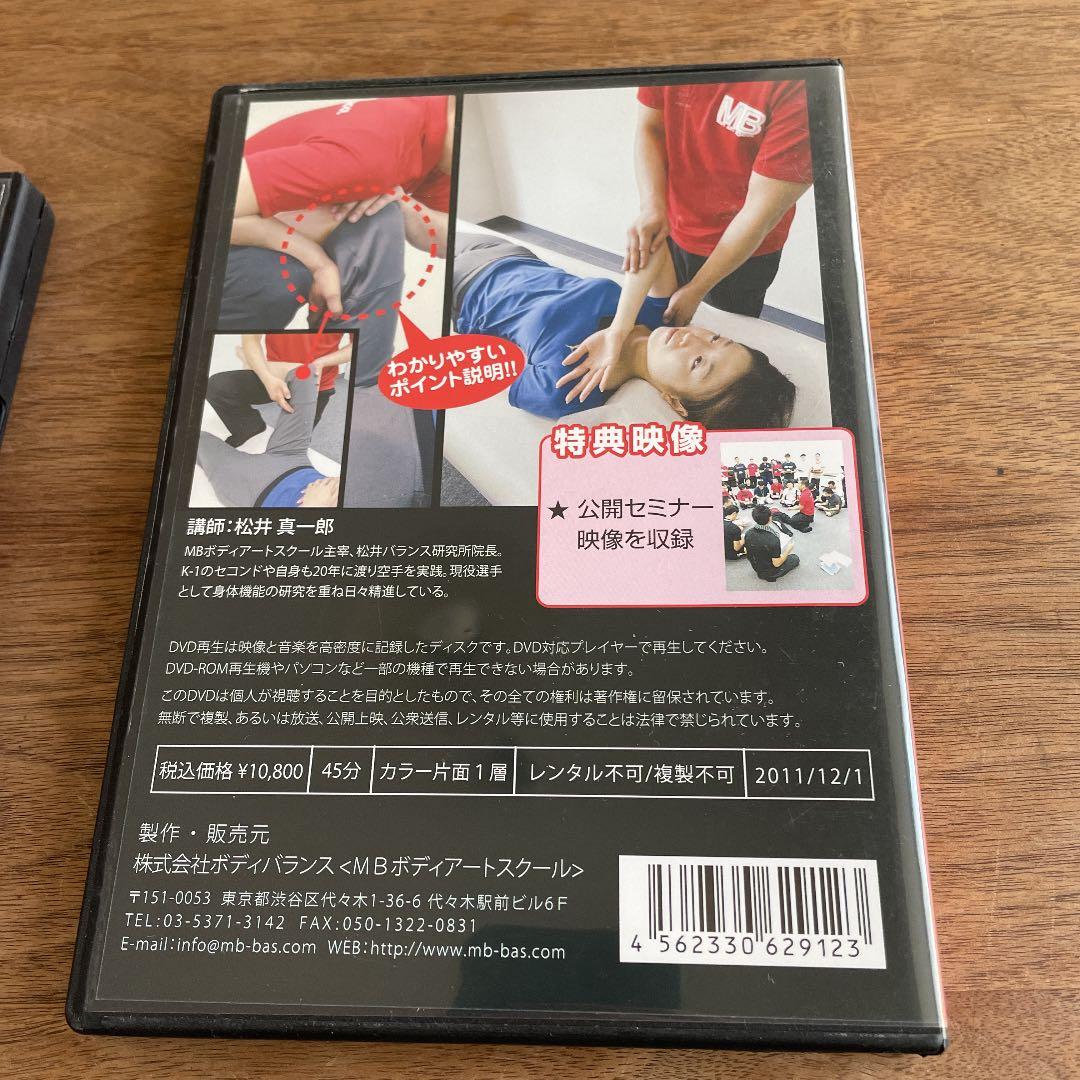 MB
わかりやすい
ポイント説明!!
特典映像
★ 公開セミナー
映像を収録
講師:松井 真一郎
MBボディアートスクール主宰、松井バランス研究所院長。
K-1のセコンドや自身も20年に渡り空手を実践。現役選手
として身体機能の研究を重ね日々精進している。
DVD再生は映像と音楽を高密度に記録したディスクです。DVD対応プレイヤーで再生してください。
DVD-ROM再生機やパソコンなど一部の機種で再生できない場合があります。
このDVDは個人が視聴することを目的としたもので、その全ての権利は著作権に留保されています。
無断で複製、あるいは放送、公開上映、公衆送信、レンタル等に使用することは法律で禁じられています。
税込価格 ¥10,800 45分 カラー片面1層 レンタル不可/複製不可 2011/12/1
製作・販売元
株式会社ボディバランス<MBボディアートスクール>
〒151-0053 東京都渋谷区代々木1-36-6 代々木駅前ビル6F
TEL:03-5371-3142 FAX:050-1322-0831
E-mail:info@mb-bas.com WEB:http://www.mb-bas.com
4 562330 629123